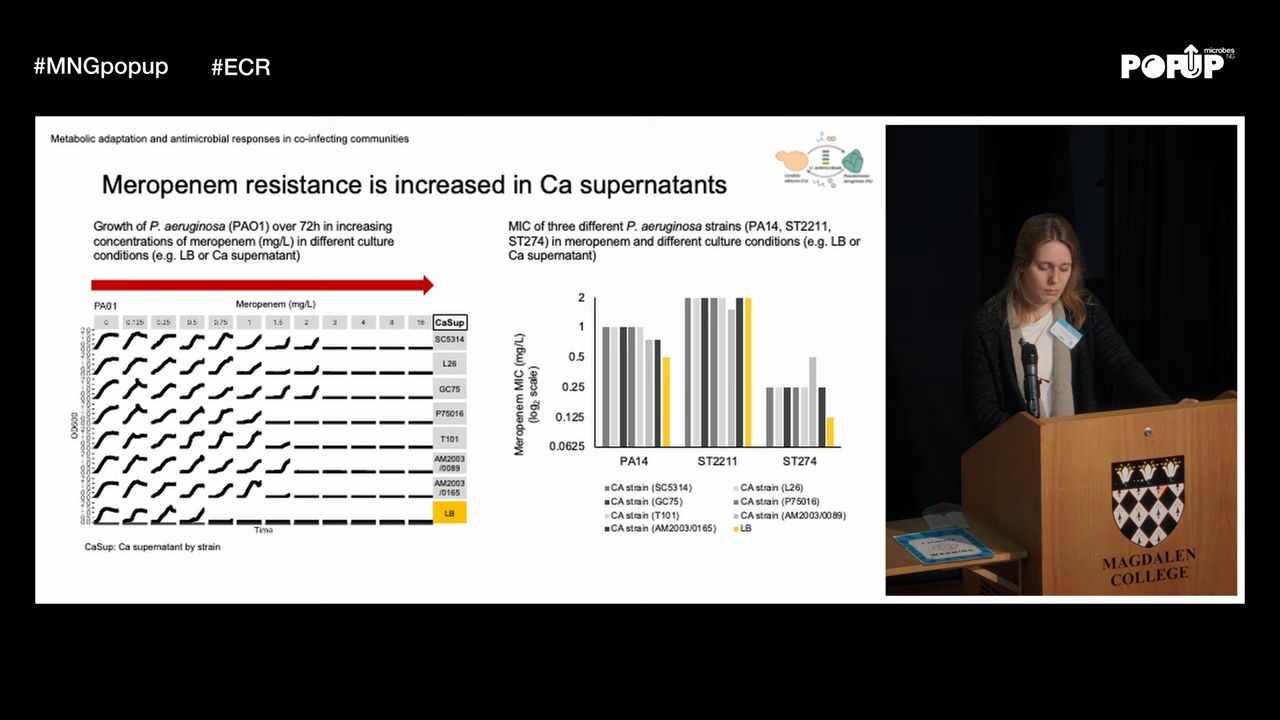 #MNGpopup #ECR
microbes
NG
POPUP
Metabolic adaptation and antimicrobial responses in co-infecting communities
Meropenem resistance is increased in Ca supernatants
Growth of P. aeruginosa (PAO1) over 72h in increasing
concentrations of meropenem (mg/L) in different culture
conditions (e.g. LB or Ca supernatant)
PA01 Meropenem (mg/L)
0 0.125 0.25 0.5 0.75 1 1.5 2 3 4 8 16 CaSup
SC5314
L26
GC75
P75016
T101
AM2003
/0089
AM2003
/0165
LB
OD600
Time
CaSup: Ca supernatant by strain
MIC of three different P. aeruginosa strains (PA14, ST2211,
ST274) in meropenem and different culture conditions (e.g. LB or
Ca supernatant)
Meropenem MIC (mg/L)
(log2 scale)
2
1
0.5
0.25
0.125
0.0625
PA14 ST2211 ST274
CA strain (SC5314) CA strain (L26)
CA strain (GC75) CA strain (P75016)
CA strain (T101) CA strain (AM2003/0089)
CA strain (AM2003/0165) LB
WARNING
MAGDALEN
COLLEGE